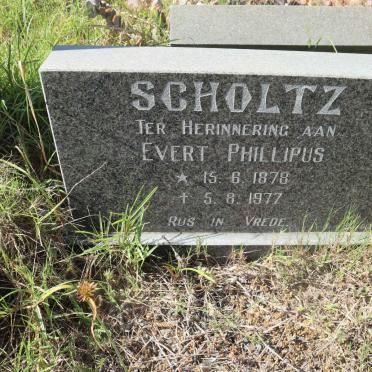 SCHOLTZ
TER HERINNERING AAN
EVERT PHILLIPUS
* 15. 6. 1878
† 5. 8. 1977
RUS IN VREDE